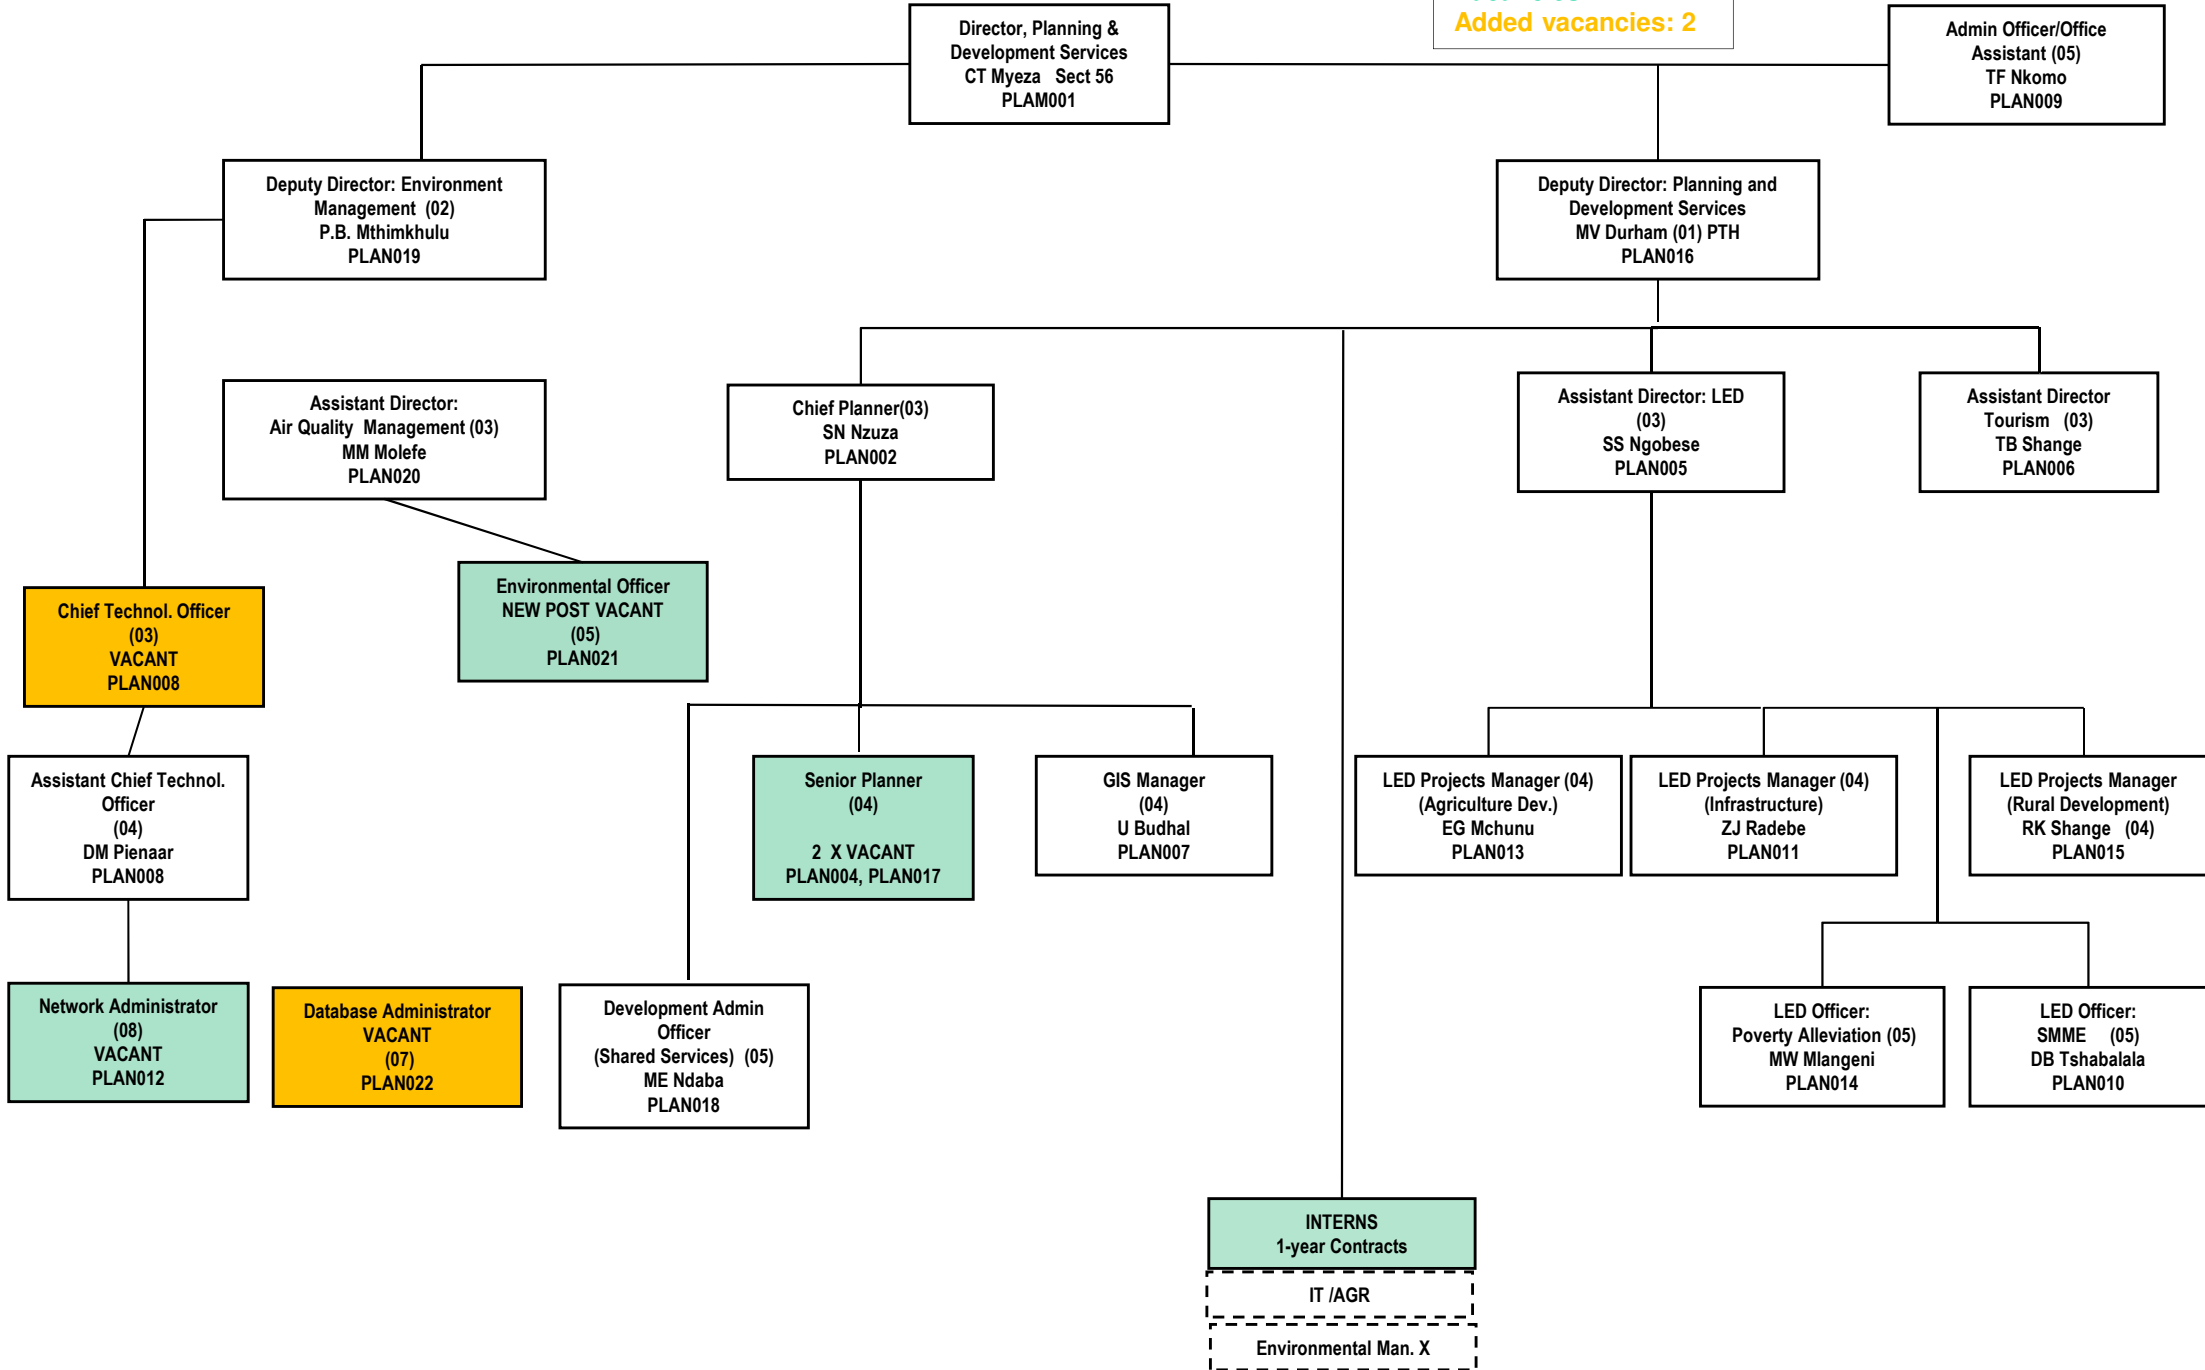 Added vacancies: 2
Director, Planning &
Development Services
CT Myeza Sect 56
PLAM001
Admin Officer/Office
Assistant (05)
TF Nkomo
PLAN009
Deputy Director: Environment
Management (02)
P.B. Mthimkhulu
PLAN019
Deputy Director: Planning and
Development Services
MV Durham (01) PTH
PLAN016
Assistant Director:
Air Quality Management (03)
MM Molefe
PLAN020
Chief Planner(03)
SN Nzuza
PLAN002
Assistant Director: LED
(03)
SS Ngobese
PLAN005
Assistant Director
Tourism (03)
TB Shange
PLAN006
Chief Technol. Officer
(03)
VACANT
PLAN008
Environmental Officer
NEW POST VACANT
(05)
PLAN021
Assistant Chief Technol.
Officer
(04)
DM Pienaar
PLAN008
Senior Planner
(04)
2 X VACANT
PLAN004, PLAN017
GIS Manager
(04)
U Budhal
PLAN007
LED Projects Manager (04)
(Agriculture Dev.)
EG Mchunu
PLAN013
LED Projects Manager (04)
(Infrastructure)
ZJ Radebe
PLAN011
LED Projects Manager
(Rural Development)
RK Shange (04)
PLAN015
Network Administrator
(08)
VACANT
PLAN012
Database Administrator
VACANT
(07)
PLAN022
Development Admin
Officer
(Shared Services) (05)
ME Ndaba
PLAN018
LED Officer:
Poverty Alleviation (05)
MW Mlangeni
PLAN014
LED Officer:
SMME (05)
DB Tshabalala
PLAN010
INTERNS
1-year Contracts
IT /AGR
Environmental Man. X